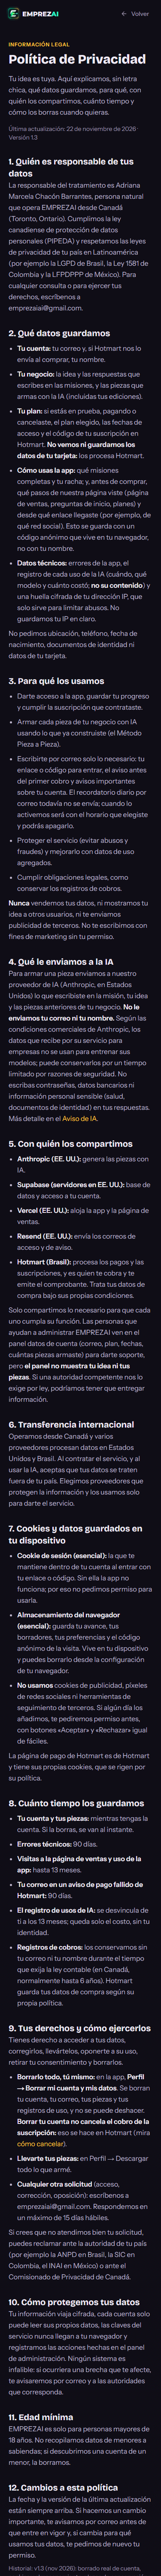 EMPREZAI
← Volver
INFORMACIÓN LEGAL
Política de Privacidad
Tu idea es tuya. Aquí explicamos, sin letra
chica, qué datos guardamos, para qué, con
quién los compartimos, cuánto tiempo y
cómo los borras cuando quieras.
Última actualización: 22 de noviembre de 2026 ·
Versión 1.3
1. Quién es responsable de tus
datos
La responsable del tratamiento es Adriana
Marcela Chacón Barrantes, persona natural
que opera EMPREZAI desde Canadá
(Toronto, Ontario). Cumplimos la ley
canadiense de protección de datos
personales (PIPEDA) y respetamos las leyes
de privacidad de tu país en Latinoamérica
(por ejemplo la LGPD de Brasil, la Ley 1581 de
Colombia y la LFPDPPP de México). Para
cualquier consulta o para ejercer tus
derechos, escríbenos a
emprezaiai@gmail.com.
2. Qué datos guardamos
• Tu cuenta: tu correo y, si Hotmart nos lo
envía al comprar, tu nombre.
• Tu negocio: la idea y las respuestas que
escribes en las misiones, y las piezas que
armas con la IA (incluidas tus ediciones).
• Tu plan: si estás en prueba, pagando o
cancelaste, el plan elegido, las fechas de
acceso y el código de tu suscripción en
Hotmart. No vemos ni guardamos los
datos de tu tarjeta: los procesa Hotmart.
• Cómo usas la app: qué misiones
completas y tu racha; y, antes de comprar,
qué pasos de nuestra página viste (página
de ventas, preguntas de inicio, planes) y
desde qué enlace llegaste (por ejemplo, de
qué red social). Esto se guarda con un
código anónimo que vive en tu navegador,
no con tu nombre.
• Datos técnicos: errores de la app, el
registro de cada uso de la IA (cuándo, qué
modelo y cuánto costó, no su contenido) y
una huella cifrada de tu dirección IP, que
solo sirve para limitar abusos. No
guardamos tu IP en claro.
No pedimos ubicación, teléfono, fecha de
nacimiento, documentos de identidad ni
datos de tu tarjeta.
3. Para qué los usamos
• Darte acceso a la app, guardar tu progreso
y cumplir la suscripción que contrataste.
• Armar cada pieza de tu negocio con IA
usando lo que ya construiste (el Método
Pieza a Pieza).
• Escribirte por correo solo lo necesario: tu
enlace o código para entrar, el aviso antes
del primer cobro y avisos importantes
sobre tu cuenta. El recordatorio diario por
correo todavía no se envía; cuando lo
activemos será con el horario que elegiste
y podrás apagarlo.
• Proteger el servicio (evitar abusos y
fraudes) y mejorarlo con datos de uso
agregados.
• Cumplir obligaciones legales, como
conservar los registros de cobros.
Nunca vendemos tus datos, ni mostramos tu
idea a otros usuarios, ni te enviamos
publicidad de terceros. No te escribimos con
fines de marketing sin tu permiso.
4. Qué le enviamos a la IA
Para armar una pieza enviamos a nuestro
proveedor de IA (Anthropic, en Estados
Unidos) lo que escribiste en la misión, tu idea
y las piezas anteriores de tu negocio. No le
enviamos tu correo ni tu nombre. Según las
condiciones comerciales de Anthropic, los
datos que recibe por su servicio para
empresas no se usan para entrenar sus
modelos; puede conservarlos por un tiempo
limitado por razones de seguridad. No
escribas contraseñas, datos bancarios ni
información personal sensible (salud,
documentos de identidad) en tus respuestas.
Más detalle en el Aviso de IA.
5. Con quién los compartimos
• Anthropic (EE. UU.): genera las piezas con
IA.
• Supabase (servidores en EE. UU.): base de
datos y acceso a tu cuenta.
• Vercel (EE. UU.): aloja la app y la página de
ventas.
• Resend (EE. UU.): envía los correos de
acceso y de aviso.
• Hotmart (Brasil): procesa los pagos y las
suscripciones, y es quien te cobra y te
emite el comprobante. Trata tus datos de
compra bajo sus propias condiciones.
Solo compartimos lo necesario para que cada
uno cumpla su función. Las personas que
ayudan a administrar EMPREZAI ven en el
panel datos de cuenta (correo, plan, fechas,
cuántas piezas armaste) para darte soporte,
pero el panel no muestra tu idea ni tus
piezas. Si una autoridad competente nos lo
exige por ley, podríamos tener que entregar
información.
6. Transferencia internacional
Operamos desde Canadá y varios
proveedores procesan datos en Estados
Unidos y Brasil. Al contratar el servicio, y al
usar la IA, aceptas que tus datos se traten
fuera de tu país. Elegimos proveedores que
protegen la información y los usamos solo
para darte el servicio.
7. Cookies y datos guardados en
tu dispositivo
• Cookie de sesión (esencial): la que te
mantiene dentro de tu cuenta al entrar con
tu enlace o código. Sin ella la app no
funciona; por eso no pedimos permiso para
usarla.
• Almacenamiento del navegador
(esencial): guarda tu avance, tus
borradores, tus preferencias y el código
anónimo de la visita. Vive en tu dispositivo
y puedes borrarlo desde la configuración
de tu navegador.
• No usamos cookies de publicidad, píxeles
de redes sociales ni herramientas de
seguimiento de terceros. Si algún día los
añadimos, te pediremos permiso antes,
con botones «Aceptar» y «Rechazar» igual
de fáciles.
La página de pago de Hotmart es de Hotmart
y tiene sus propias cookies, que se rigen por
su política.
8. Cuánto tiempo los guardamos
• Tu cuenta y tus piezas: mientras tengas la
cuenta. Si la borras, se van al instante.
• Errores técnicos: 90 días.
• Visitas a la página de ventas y uso de la
app: hasta 13 meses.
• Tu correo en un aviso de pago fallido de
Hotmart: 90 días.
• El registro de usos de IA: se desvincula de
ti a los 13 meses; queda solo el costo, sin tu
identidad.
• Registros de cobros: los conservamos sin
tu correo ni tu nombre durante el tiempo
que exija la ley contable (en Canadá,
normalmente hasta 6 años). Hotmart
guarda tus datos de compra según su
propia política.
9. Tus derechos y cómo ejercerlos
Tienes derecho a acceder a tus datos,
corregirlos, llevártelos, oponerte a su uso,
retirar tu consentimiento y borrarlos.
• Borrarlo todo, tú mismo: en la app, Perfil
→ Borrar mi cuenta y mis datos. Se borran
tu cuenta, tu correo, tus piezas y tus
registros de uso, y no se puede deshacer.
Borrar tu cuenta no cancela el cobro de la
suscripción: eso se hace en Hotmart (mira
cómo cancelar).
• Llevarte tus piezas: en Perfil → Descargar
todo lo que armé.
• Cualquier otra solicitud (acceso,
corrección, oposición): escríbenos a
emprezaiai@gmail.com. Respondemos en
un máximo de 15 días hábiles.
Si crees que no atendimos bien tu solicitud,
puedes reclamar ante la autoridad de tu país
(por ejemplo la ANPD en Brasil, la SIC en
Colombia, el INAI en México) o ante el
Comisionado de Privacidad de Canadá.
10. Cómo protegemos tus datos
Tu información viaja cifrada, cada cuenta solo
puede leer sus propios datos, las claves del
servicio nunca llegan a tu navegador y
registramos las acciones hechas en el panel
de administración. Ningún sistema es
infalible: si ocurriera una brecha que te afecte,
te avisaremos por correo y a las autoridades
que corresponda.
11. Edad mínima
EMPREZAI es solo para personas mayores de
18 años. No recopilamos datos de menores a
sabiendas; si descubrimos una cuenta de un
menor, la borramos.
12. Cambios a esta política
La fecha y la versión de la última actualización
están siempre arriba. Si hacemos un cambio
importante, te avisamos por correo antes de
que entre en vigor y, si cambia para qué
usamos tus datos, te pedimos de nuevo tu
permiso.
Historial: v1.3 (nov 2026): borrado real de cuenta,